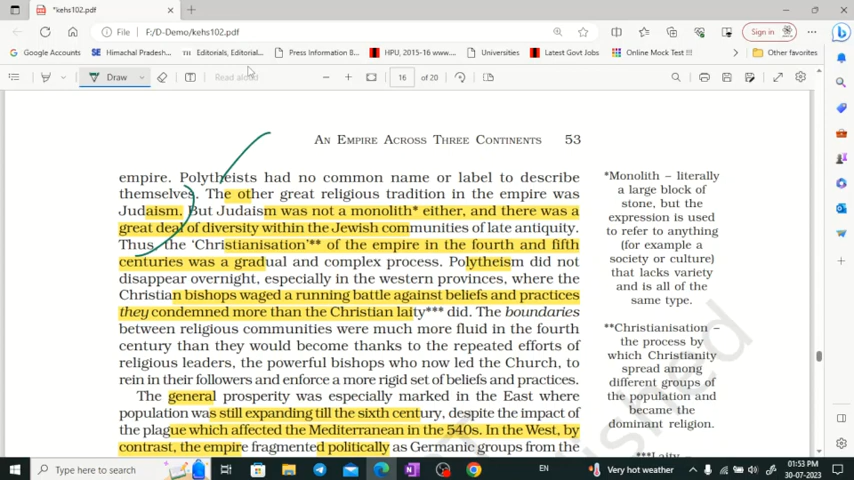 *kehs102.pdf
File
F:/D-Demo/kehs102.pdf
Sign in
Google Accounts
Himachal Pradesh...
Editorials, Editorial...
Press Information B...
HPU, 2015-16 www....
Universities
Latest Govt Jobs
Online Mock Test !!!
Other favorites
Draw
Read aloud
16
of 20
AN EMPIRE ACROSS THREE CONTINENTS 53
empire. Polytheists had no common name or label to describe
themselves. The other great religious tradition in the empire was
Judaism. But Judaism was not a monolith* either, and there was a
great deal of diversity within the Jewish communities of late antiquity.
Thus, the ‘Christianisation’** of the empire in the fourth and fifth
centuries was a gradual and complex process. Polytheism did not
disappear overnight, especially in the western provinces, where the
Christian bishops waged a running battle against beliefs and practices
they condemned more than the Christian laity*** did. The boundaries
between religious communities were much more fluid in the fourth
century than they would become thanks to the repeated efforts of
religious leaders, the powerful bishops who now led the Church, to
rein in their followers and enforce a more rigid set of beliefs and practices.
The general prosperity was especially marked in the East where
population was still expanding till the sixth century, despite the impact of
the plague which affected the Mediterranean in the 540s. In the West, by
contrast, the empire fragmented politically as Germanic groups from the
*Monolith – literally
a large block of
stone, but the
expression is used
to refer to anything
(for example a
society or culture)
that lacks variety
and is all of the
same type.
**Christianisation –
the process by
which Christianity
spread among
different groups of
the population and
became the
dominant religion.
***Laity –
Type here to search
EN
Very hot weather
01:53 PM
30-07-2023